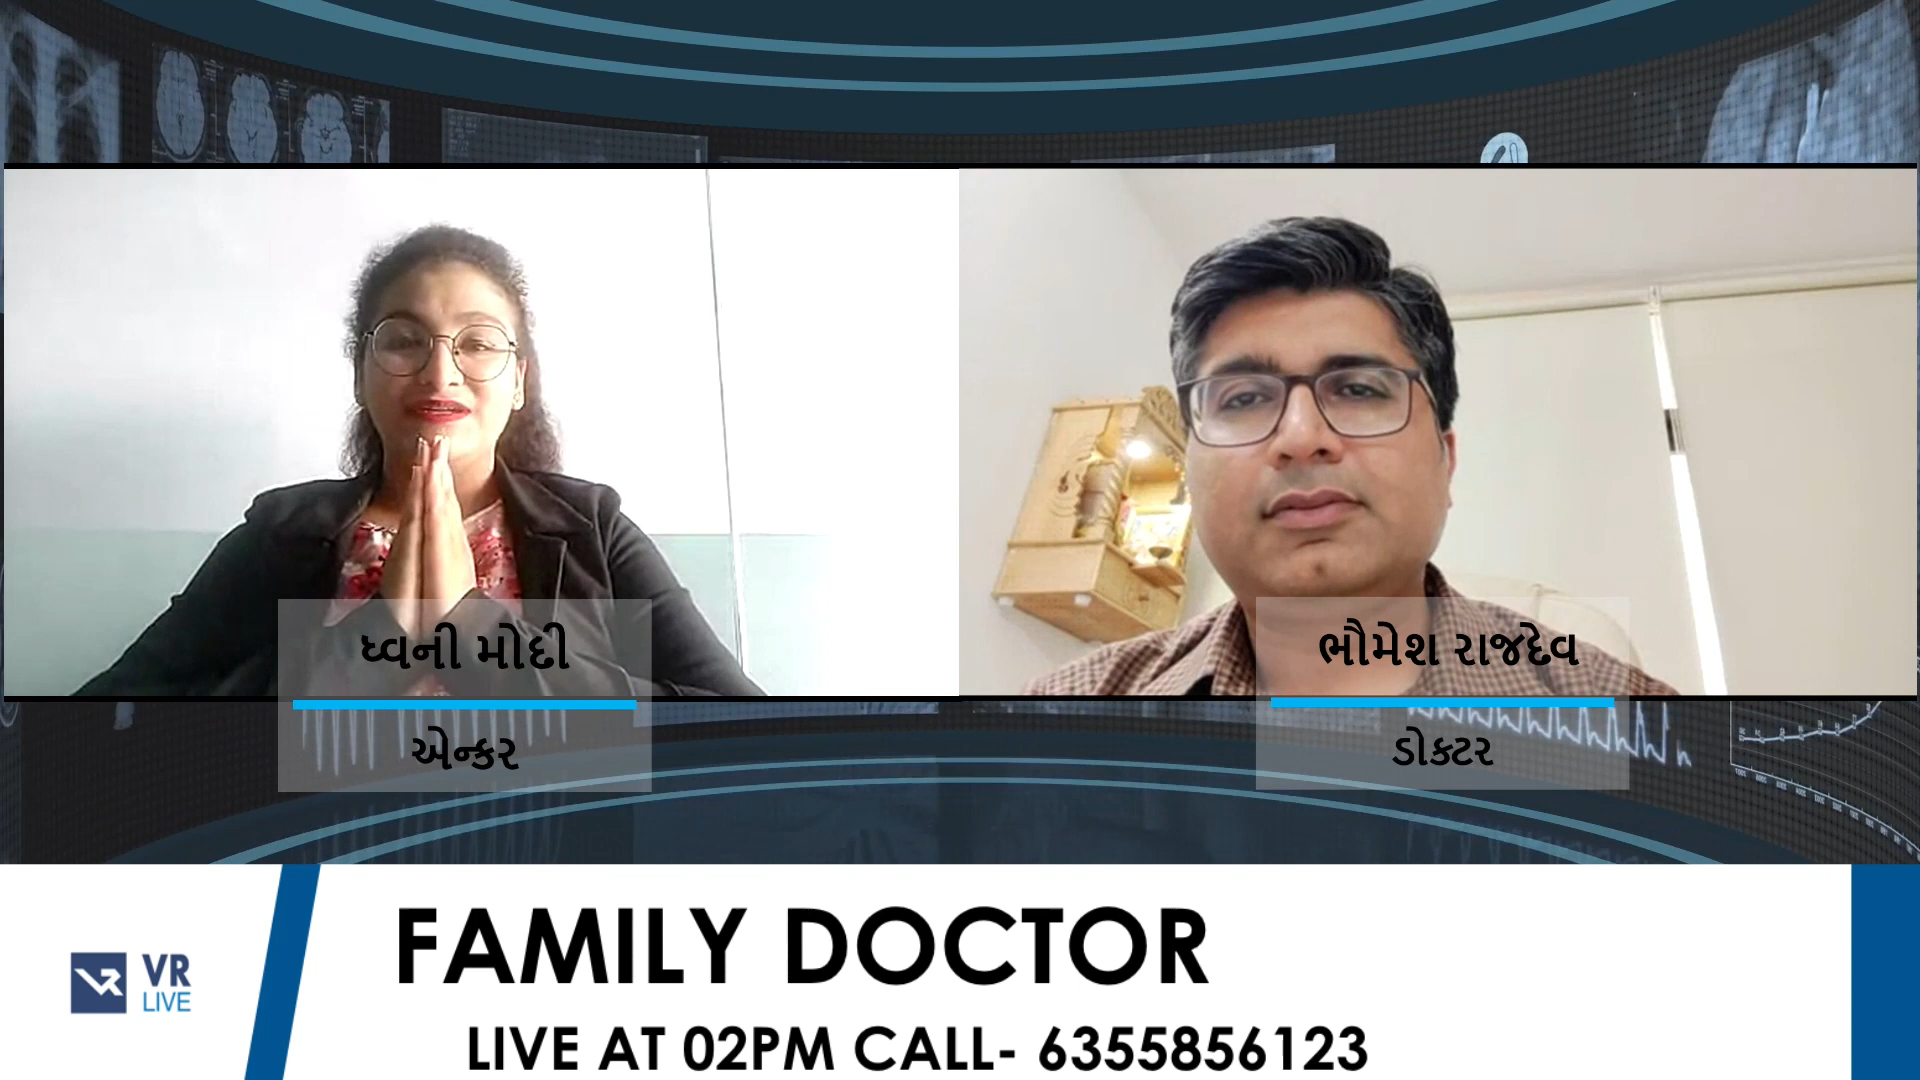 ધ્વની મોદી
એન્કર
ભૌમેશ રાજદેવ
ડોક્ટર
VR
LIVE
FAMILY DOCTOR
LIVE AT 02PM CALL- 6355856123